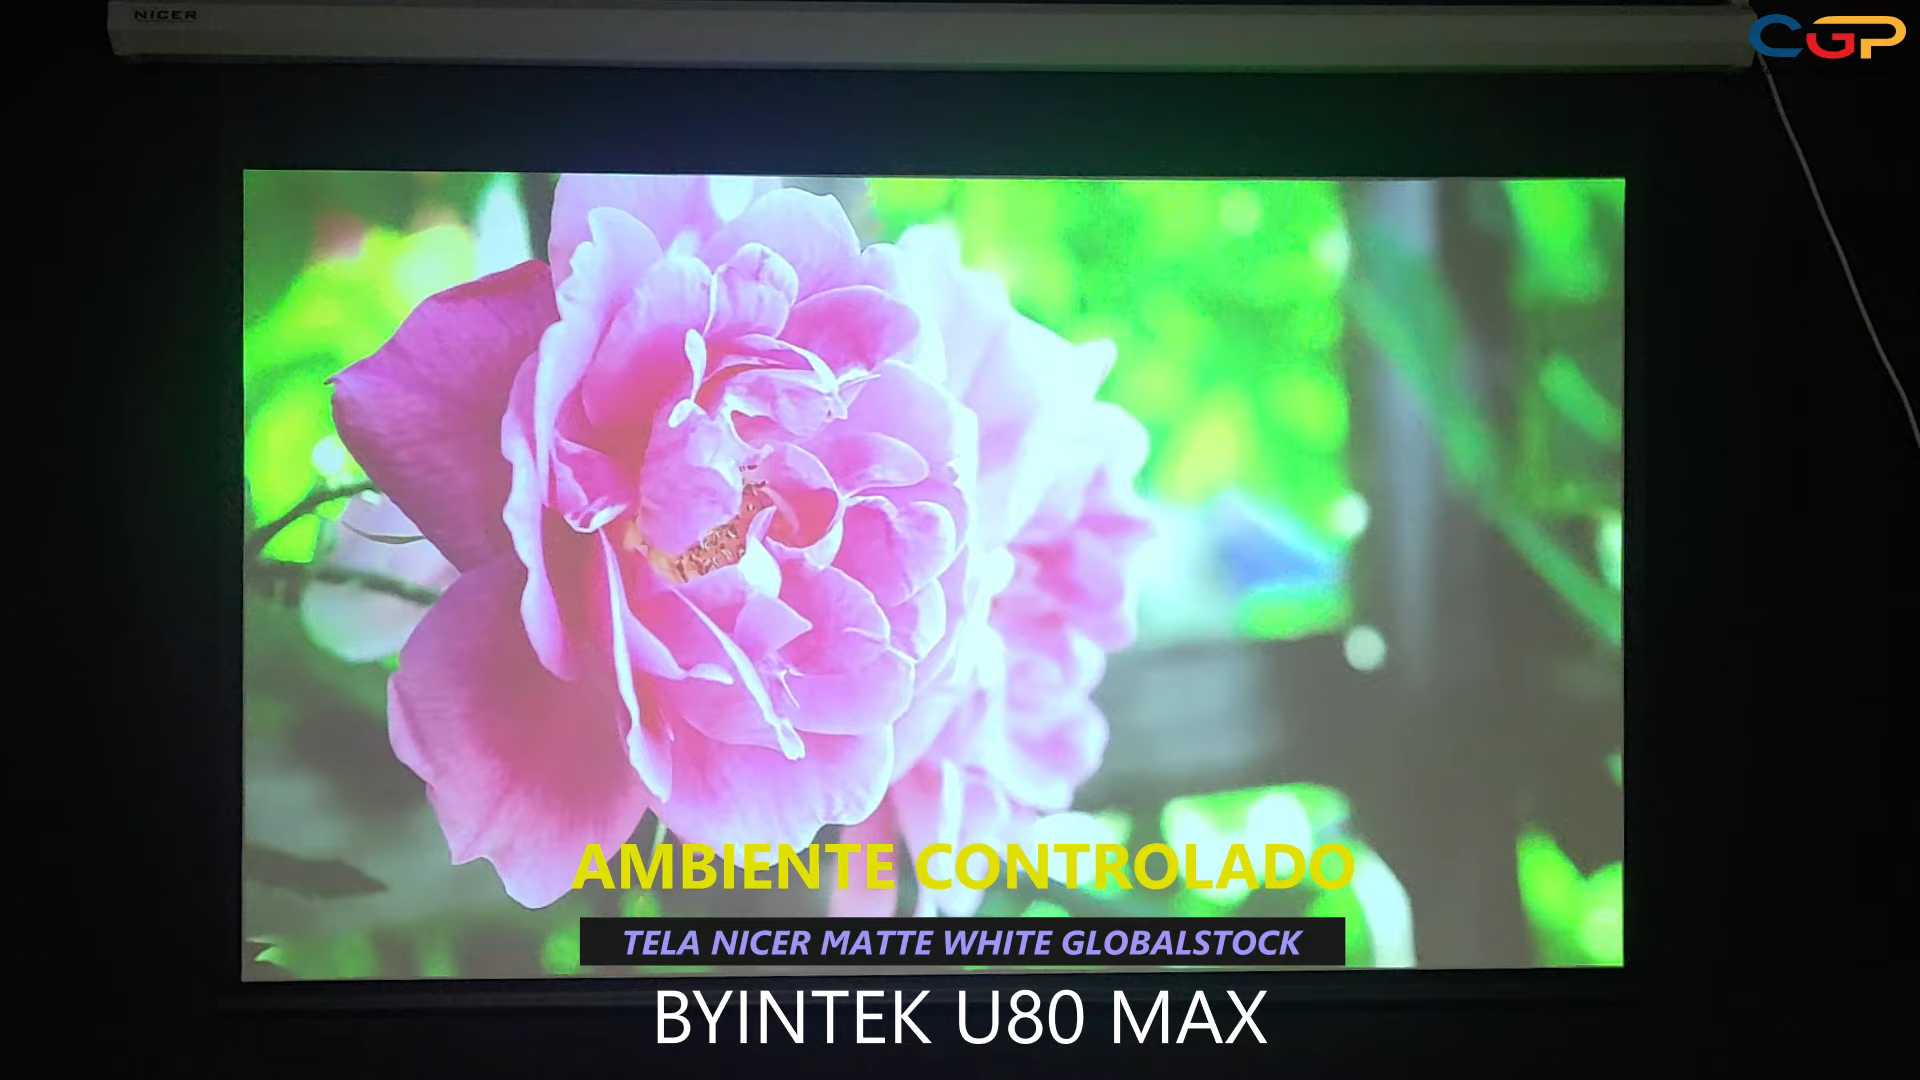 NICER
CGP
AMBIENTE CONTROLADO
TELA NICER MATTE WHITE GLOBALSTOCK
BYINTEK U80 MAX